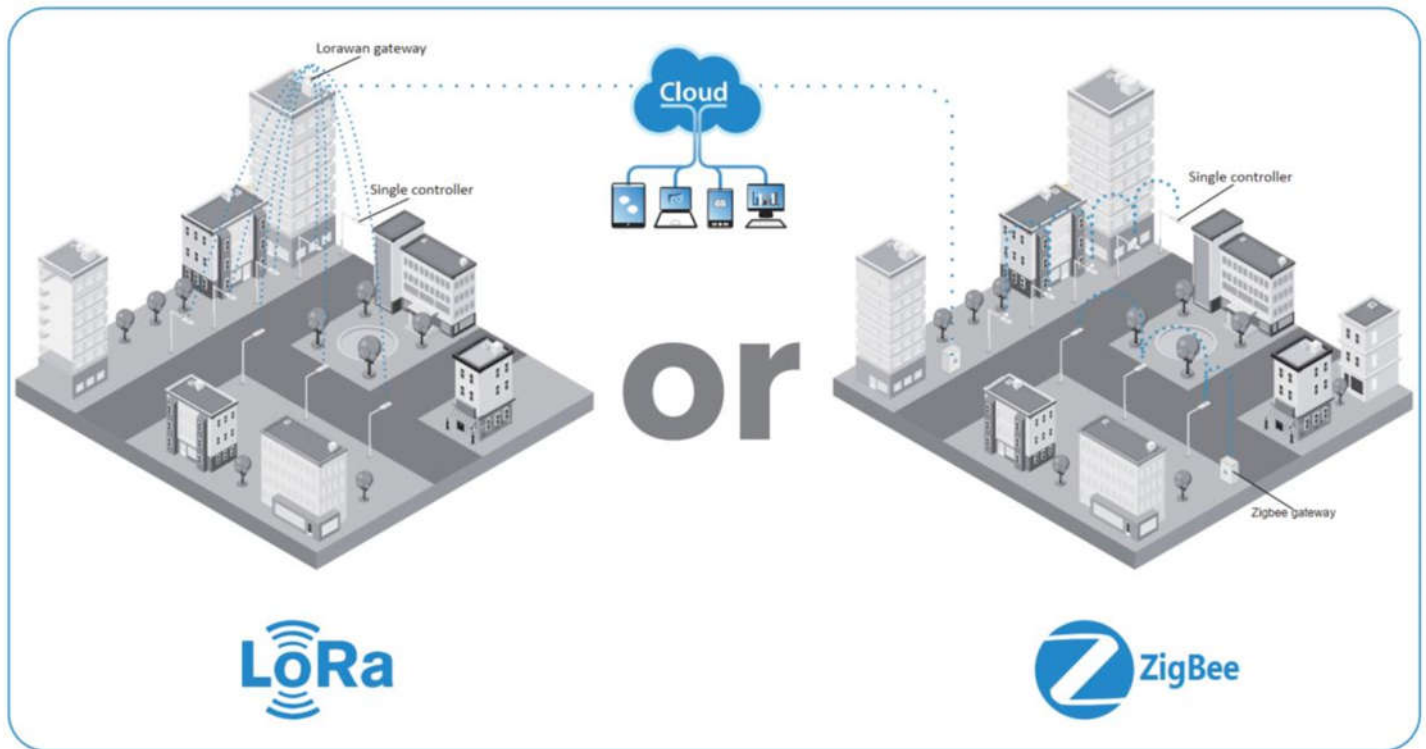 Lorawan gateway
Cloud
Single controller
Single controller
or
Zigbee gateway
LoRa
ZigBee